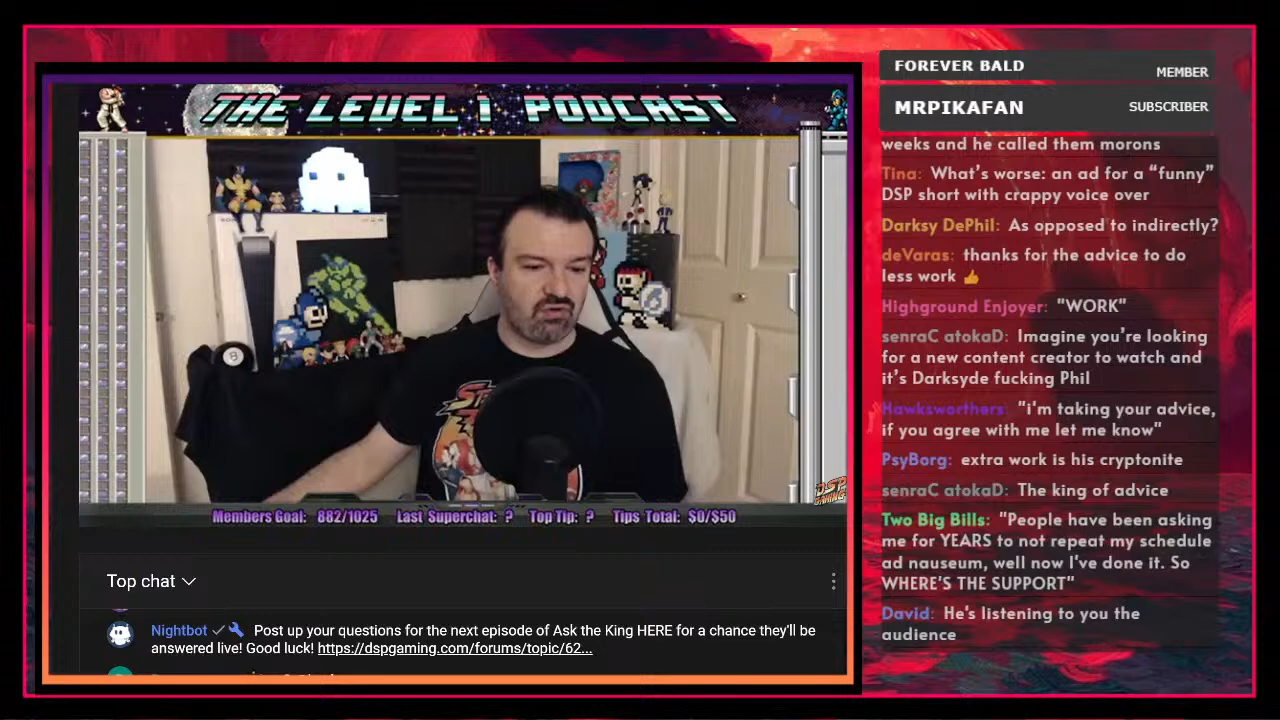 THE LEVEL 1 PODCAST
Members Goal: 882/1025 Last Superchat: ? Top Tip: ? Tips Total: $0/$50
DSP
GAMING
Top chat
Nightbot Post up your questions for the next episode of Ask the King HERE for a chance they'll be
answered live! Good luck! https://dspgaming.com/forums/topic/62...
FOREVER BALD MEMBER
MRPIKAFAN SUBSCRIBER
weeks and he called them morons
Tina: What's worse: an ad for a “funny”
DSP short with crappy voice over
Darksy DePhil: As opposed to indirectly?
deVaras: thanks for the advice to do
less work 👍
Highground Enjoyer: "WORK"
senraC atokaD: Imagine you're looking
for a new content creator to watch and
it's Darksyde fucking Phil
Hawksworthers: "i'm taking your advice,
if you agree with me let me know"
PsyBorg: extra work is his cryptonite
senraC atokaD: The king of advice
Two Big Bills: "People have been asking
me for YEARS to not repeat my schedule
ad nauseum, well now I've done it. So
WHERE'S THE SUPPORT"
David: He's listening to you the
audience